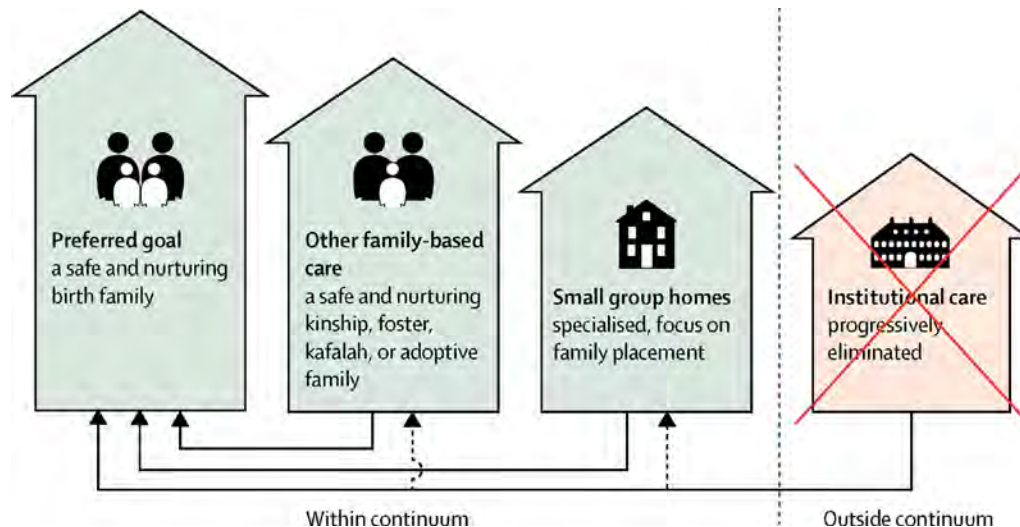 Preferred goal
a safe and nurturing
birth family
Other family-based
care
a safe and nurturing
kinship, foster,
kafalah, or adoptive
family
Small group homes
specialised, focus on
family placement
Institutional care
progressively
eliminated
Within continuum
Outside continuum